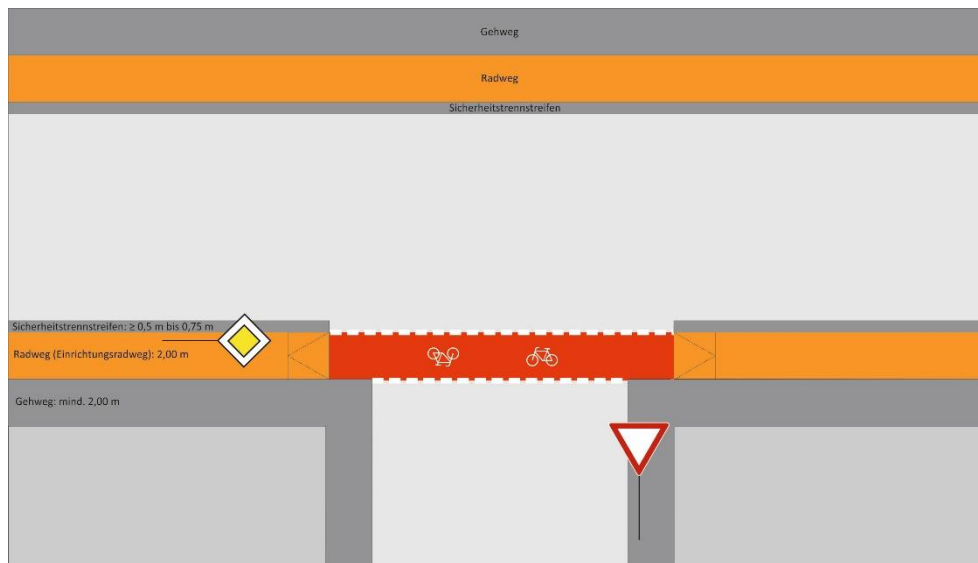 Gehweg
Radweg
Sicherheitstrennstreifen
Sicherheitstrennstreifen: ≥ 0,5 m bis 0,75 m
Radweg (Einrichtungsradweg): 2,00 m
Gehweg: mind. 2,00 m